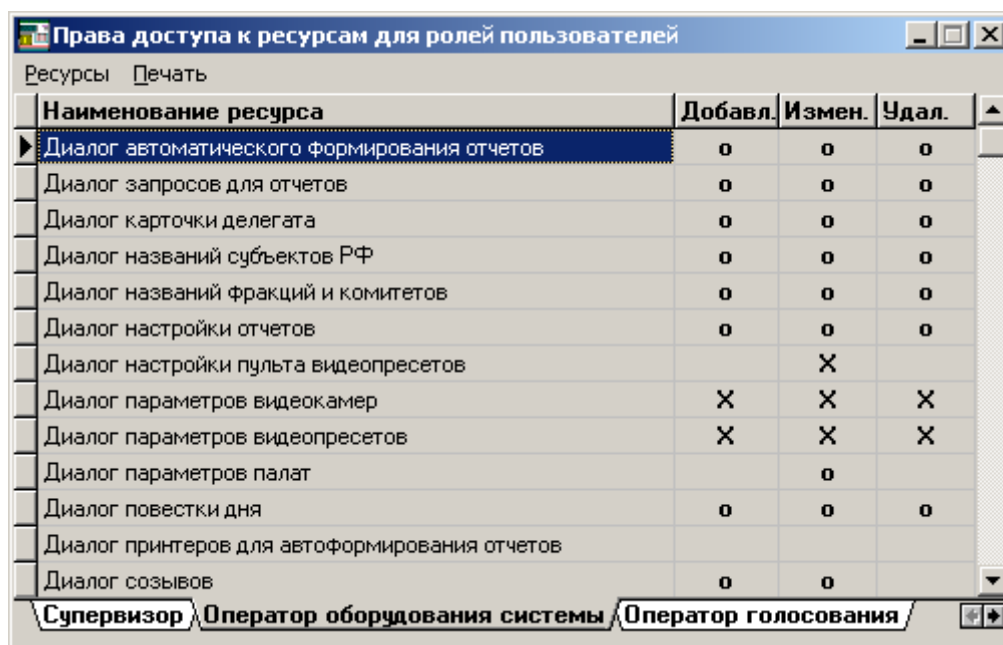 Права доступа к ресурсам для ролей пользователей
Ресурсы Печать
Наименование ресурса Добавл. Измен. Удал.
Диалог автоматического формирования отчетов o o o
Диалог запросов для отчетов o o o
Диалог карточки делегата o o o
Диалог названий субъектов РФ o o o
Диалог названий фракций и комитетов o o o
Диалог настройки отчетов o o o
Диалог настройки пульта видеопресетов X
Диалог параметров видеокамер X X X
Диалог параметров видеопресетов X X X
Диалог параметров палат o
Диалог повестки дня o o o
Диалог принтеров для автоформирования отчетов
Диалог созывов o o
Супервизор Оператор оборудования системы Оператор голосования